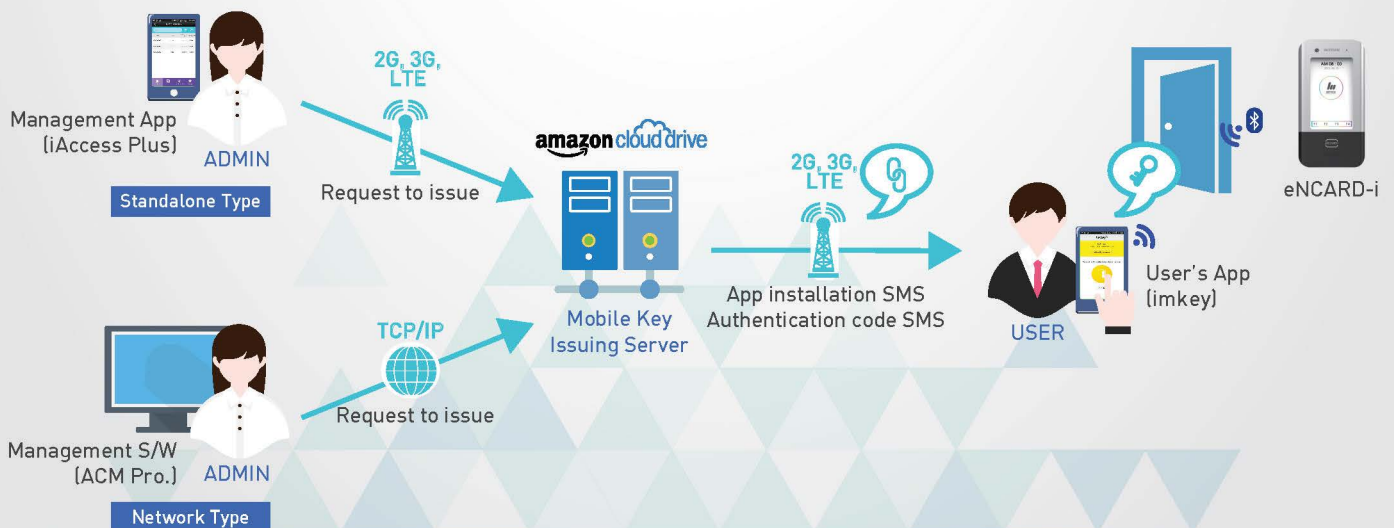 Management App
(iAccess Plus)
ADMIN
Standalone Type
2G, 3G,
LTE
Request to issue
Management S/W
(ACM Pro.)
ADMIN
Network Type
TCP/IP
Request to issue
amazon cloud drive
Mobile Key
Issuing Server
2G, 3G,
LTE
App installation SMS
Authentication code SMS
USER
User's App
(imkey)
eNCARD-i